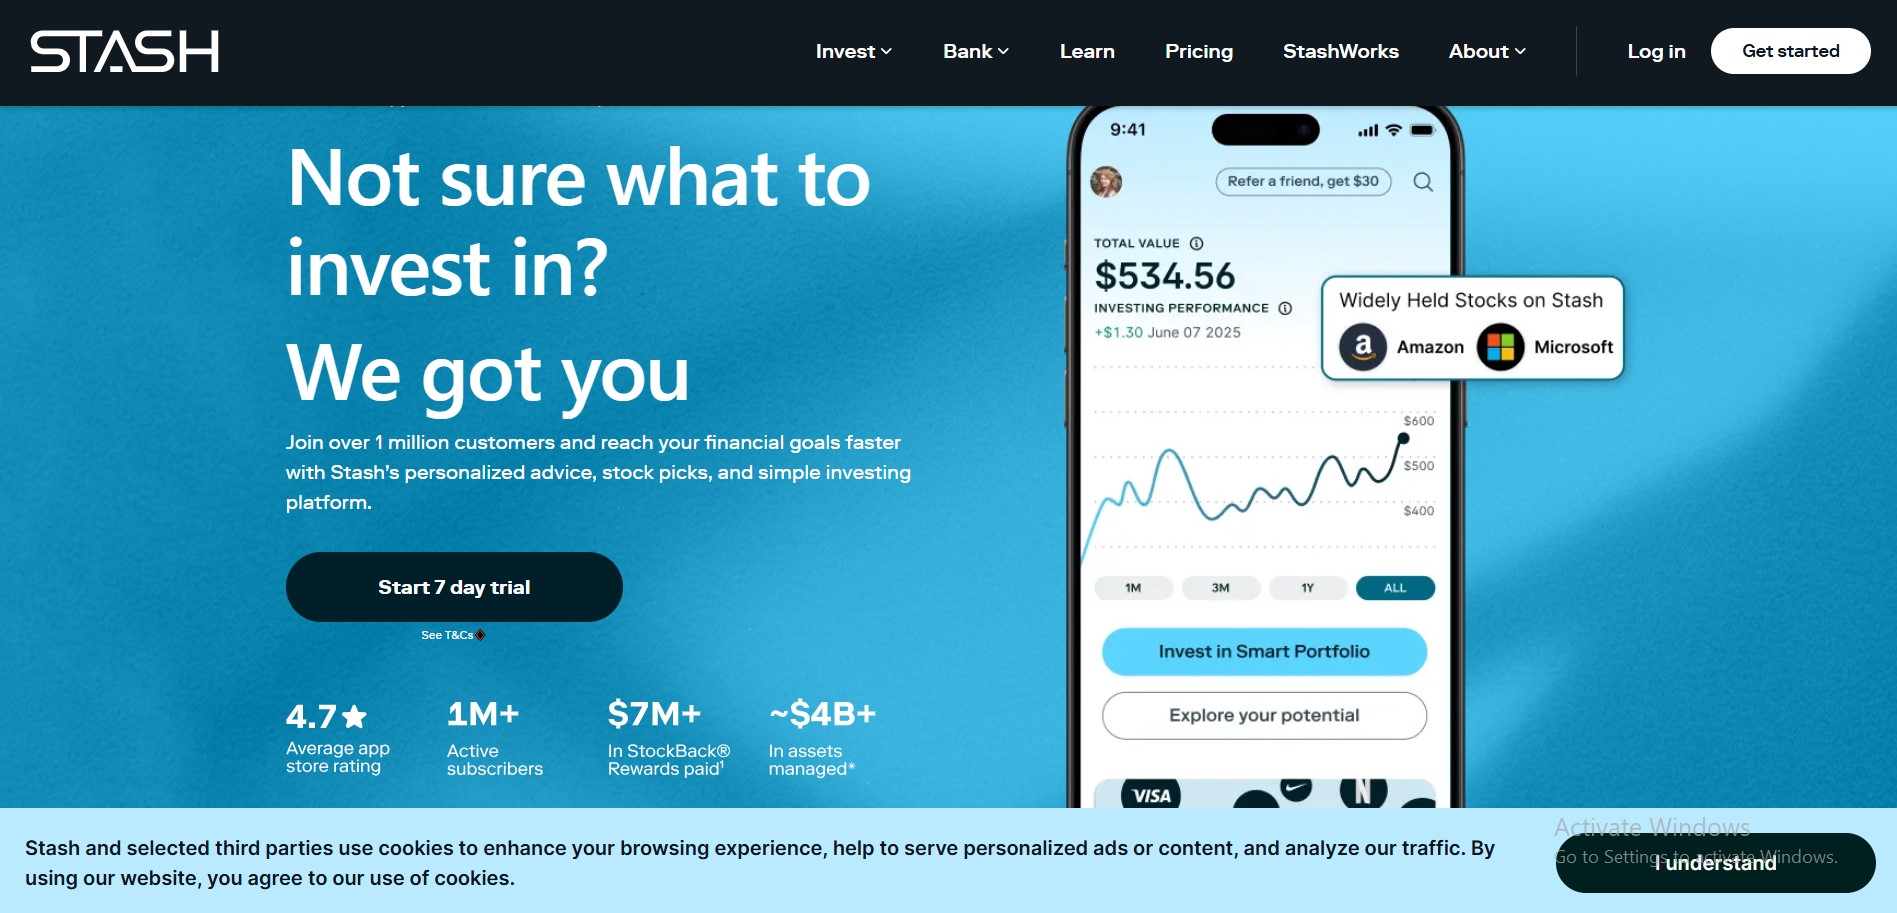 STASH
Invest
Bank
Learn
Pricing
StashWorks
About
Log in
Get started
Not sure what to
invest in?
We got you
Join over 1 million customers and reach your financial goals faster
with Stash's personalized advice, stock picks, and simple investing
platform.
Start 7 day trial
See T&Cs
4.7★
Average app
store rating
1M+
Active
subscribers
$7M+
In StockBack®
Rewards paid¹
~$4B+
In assets
managed*
9:41
Refer a friend, get $30
TOTAL VALUE
$534.56
INVESTING PERFORMANCE
+$1.30 June 07 2025
Widely Held Stocks on Stash
a Amazon Microsoft
$600
$500
$400
1M 3M 1Y ALL
Invest in Smart Portfolio
Explore your potential
VISA
N
Stash and selected third parties use cookies to enhance your browsing experience, help to serve personalized ads or content, and analyze our traffic. By
using our website, you agree to our use of cookies.
I understand
Activate Windows
Go to Settings to activate Windows.